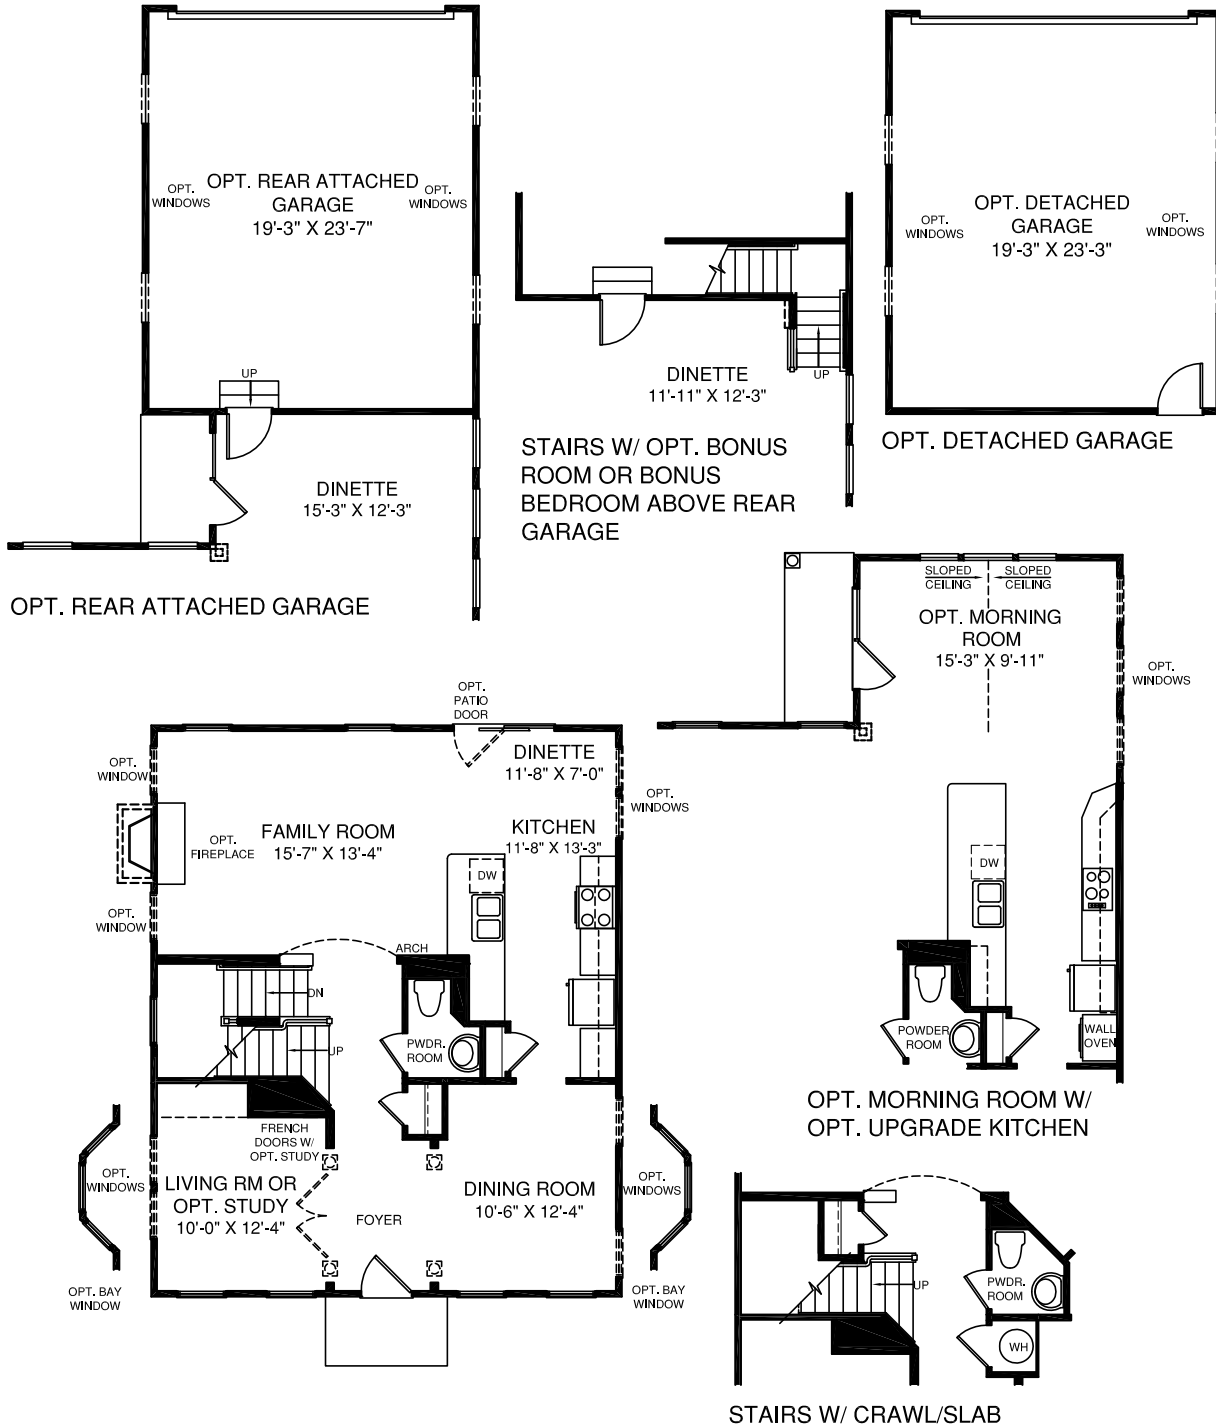 OPT. REAR ATTACHED
GARAGE
19'-3" X 23'-7"
OPT.
WINDOWS
OPT.
WINDOWS
UP
DINETTE
15'-3" X 12'-3"
OPT. REAR ATTACHED GARAGE
DINETTE
11'-11" X 12'-3"
UP
STAIRS W/ OPT. BONUS
ROOM OR BONUS
BEDROOM ABOVE REAR
GARAGE
OPT. DETACHED
GARAGE
19'-3" X 23'-3"
OPT.
WINDOWS
OPT.
WINDOWS
OPT. DETACHED GARAGE
SLOPED
CEILING
SLOPED
CEILING
OPT. MORNING
ROOM
15'-3" X 9'-11"
OPT.
WINDOWS
DW
POWDER
ROOM
WALL
OVEN
OPT. MORNING ROOM W/
OPT. UPGRADE KITCHEN
OPT.
PATIO
DOOR
DINETTE
11'-8" X 7'-0"
OPT.
WINDOW
OPT.
WINDOWS
FAMILY ROOM
15'-7" X 13'-4"
OPT.
FIREPLACE
KITCHEN
11'-8" X 13'-3"
DW
OPT.
WINDOW
ARCH
DN
UP
PWDR.
ROOM
FRENCH
DOORS W/
OPT. STUDY
OPT.
WINDOWS
LIVING RM OR
OPT. STUDY
10'-0" X 12'-4"
FOYER
DINING ROOM
10'-6" X 12'-4"
OPT.
WINDOWS
OPT. BAY
WINDOW
OPT. BAY
WINDOW
UP
PWDR.
ROOM
WH
STAIRS W/ CRAWL/SLAB